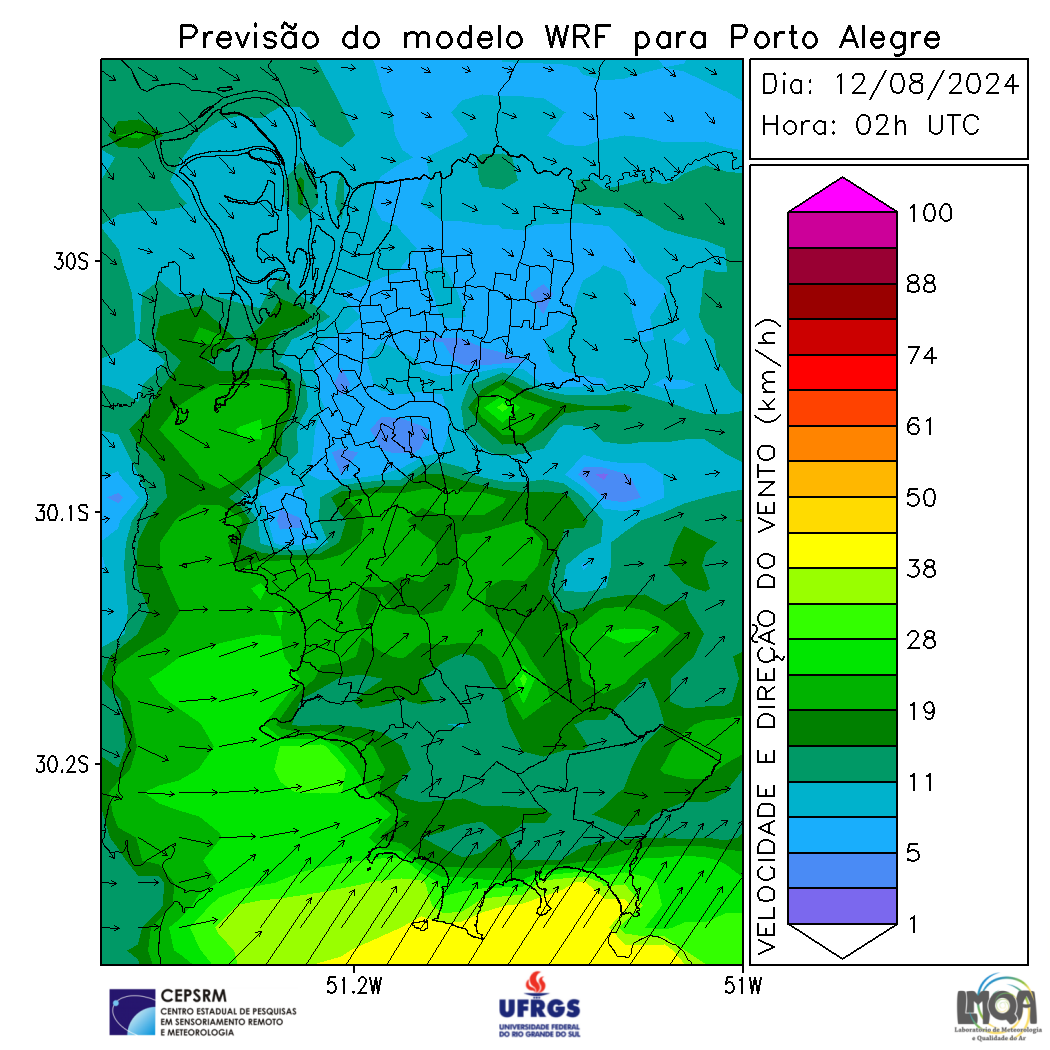 Previsão do modelo WRF para Porto Alegre
Dia: 12/08/2024
Hora: 02h UTC
30S
30.1S
30.2S
51.2W
51W
VELOCIDADE E DIREÇÃO DO VENTO (km/h)
100
88
74
61
50
38
28
19
11
5
1
CEPSRM
CENTRO ESTADUAL DE PESQUISAS
EM SENSORIAMENTO REMOTO
E METEOROLOGIA
UFRGS
UNIVERSIDADE FEDERAL
DO RIO GRANDE DO SUL
LMQA
Laboratório de Meteorologia
e Qualidade do Ar